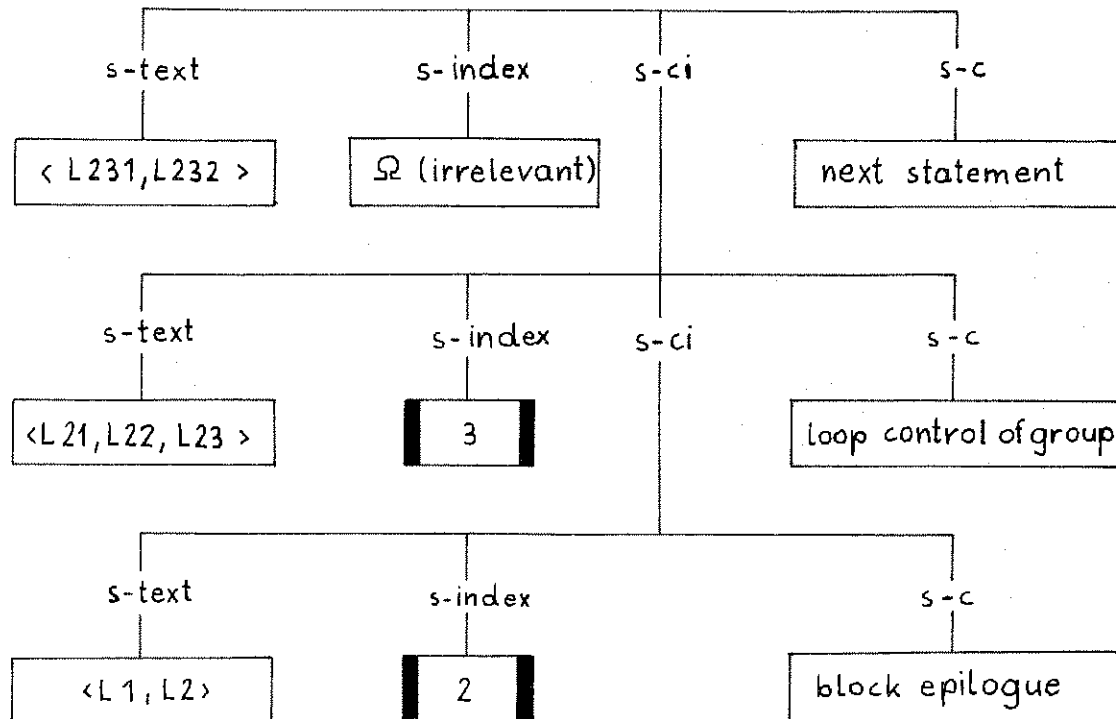 s-text s-index s-ci s-c
< L231, L232 > Ω (irrelevant) next statement
s-text s-index s-ci s-c
<L21, L22, L23 > 3 loop control of group
s-text s-index s-c
<L1, L2> 2 block epilogue